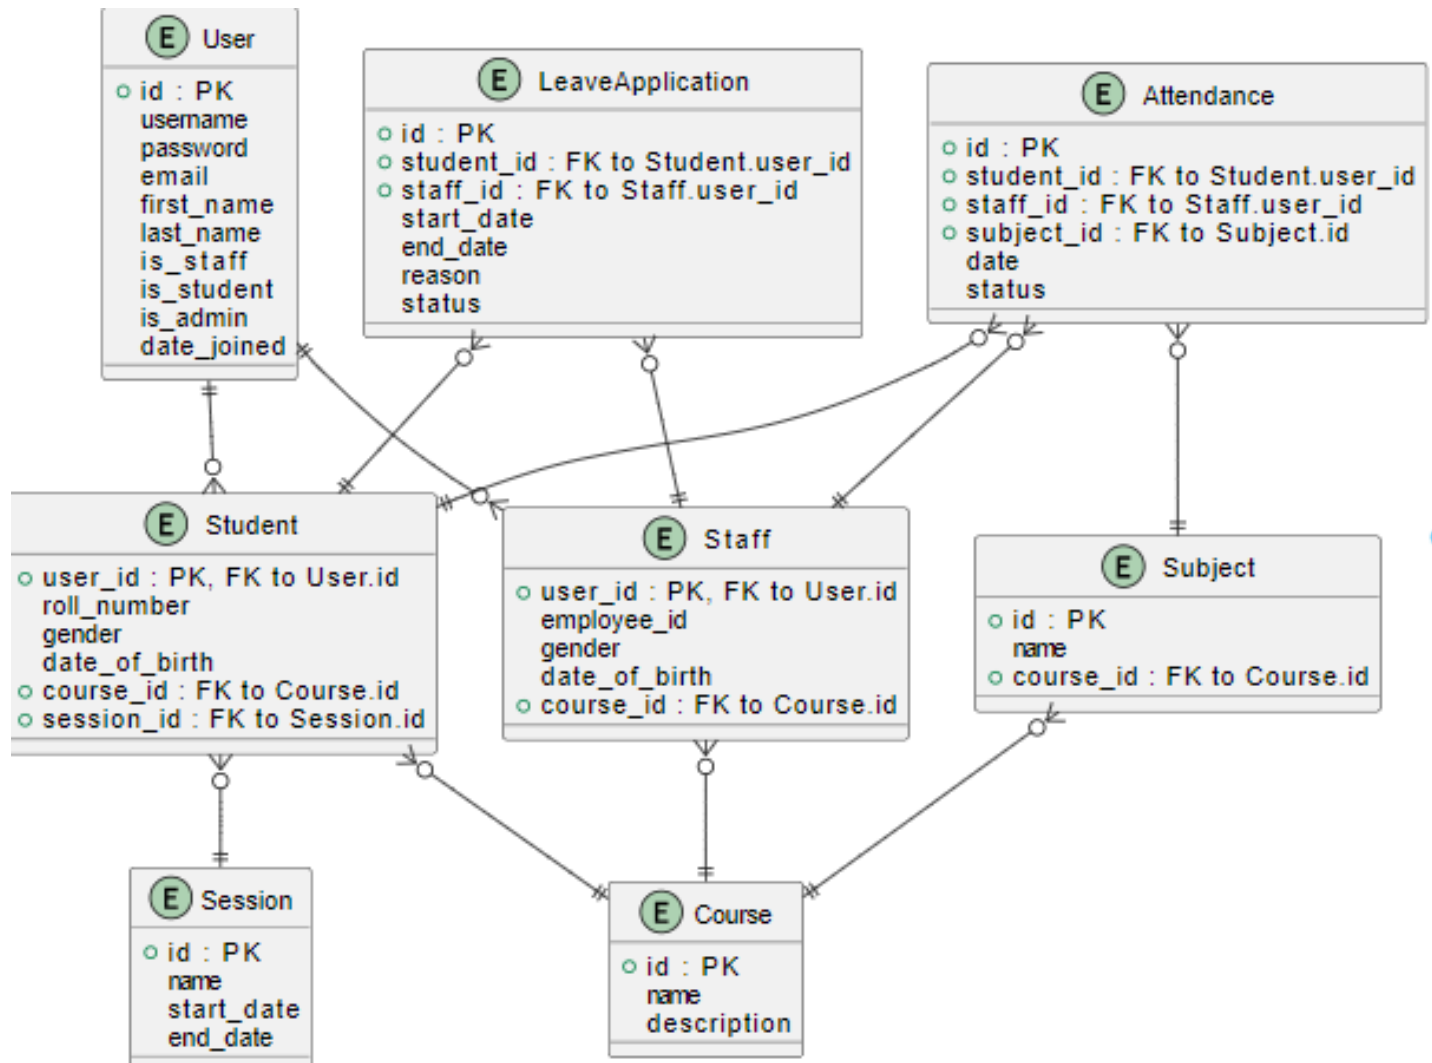 E User
id : PK
username
password
email
first_name
last_name
is_staff
is_student
is_admin
date_joined
E LeaveApplication
id : PK
student_id : FK to Student.user_id
staff_id : FK to Staff.user_id
start_date
end_date
reason
status
E Attendance
id : PK
student_id : FK to Student.user_id
staff_id : FK to Staff.user_id
subject_id : FK to Subject.id
date
status
E Student
user_id : PK, FK to User.id
roll_number
gender
date_of_birth
course_id : FK to Course.id
session_id : FK to Session.id
E Staff
user_id : PK, FK to User.id
employee_id
gender
date_of_birth
course_id : FK to Course.id
E Subject
id : PK
name
course_id : FK to Course.id
E Session
id : PK
name
start_date
end_date
E Course
id : PK
name
description